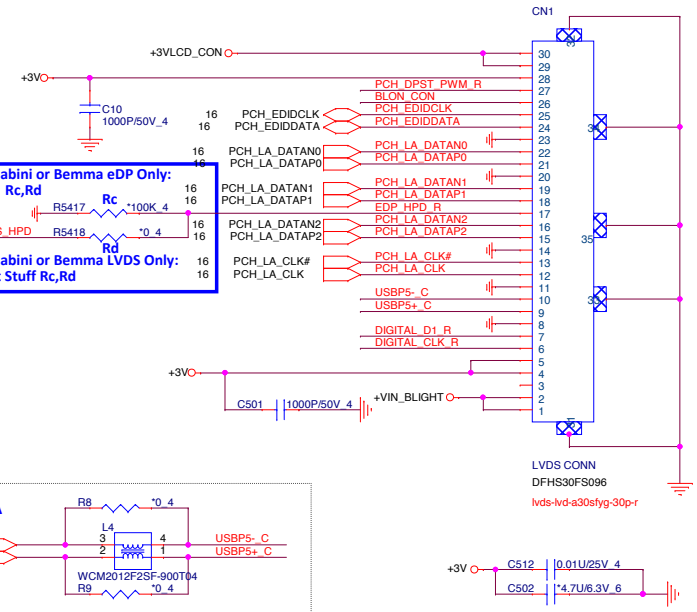 CN1
+3VLCD_CON
+3V
C10
1000P/50V_4
30
29
28
27
26
25
24
23
22
21
20
19
18
17
16
15
14
13
12
11
10
9
8
7
6
5
4
3
2
1
35
PCH_DPST_PWM_R
BLON_CON
16 PCH_EDIDCLK PCH_EDIDCLK
16 PCH_EDIDDATA PCH_EDIDDATA
16 PCH_LA_DATAN0 PCH_LA_DATAN0
16 PCH_LA_DATAP0 PCH_LA_DATAP0
16 PCH_LA_DATAN1 PCH_LA_DATAN1
16 PCH_LA_DATAP1 PCH_LA_DATAP1
EDP_HPD_R
16 PCH_LA_DATAN2 PCH_LA_DATAN2
16 PCH_LA_DATAP2 PCH_LA_DATAP2
16 PCH_LA_CLK# PCH_LA_CLK#
16 PCH_LA_CLK PCH_LA_CLK
USBP5-_C
USBP5+_C
DIGITAL_D1_R
DIGITAL_CLK_R
abini or Bemma eDP Only:
Rc,Rd
Rc
R5417 *100K_4
S_HPD R5418 *0_4
Rd
abini or Bemma LVDS Only:
Stuff Rc,Rd
+3V
C501 1000P/50V_4
+VIN_BLIGHT
LVDS CONN
DFHS30FS096
lvds-lvd-a30sfyg-30p-r
R8 *0_4
L4
3 4 USBP5-_C
2 1 USBP5+_C
WCM2012F2SF-900T04
R9 *0_4
+3V
C512 0.01U/25V_4
C502 *4.7U/6.3V_6